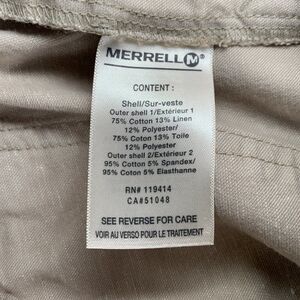 MERRELL M
CONTENT :
Shell/Sur-veste
Outer shell 1/Extérieur 1
75% Cotton 13% Linen
12% Polyester/
75% Coton 13% Toile
12% Polyester
Outer shell 2/Extérieur 2
95% Cotton 5% Spandex/
95% Coton 5% Elasthanne
RN# 119414
CA#51048
SEE REVERSE FOR CARE
VOIR AU VERSO POUR LE TRAITEMENT